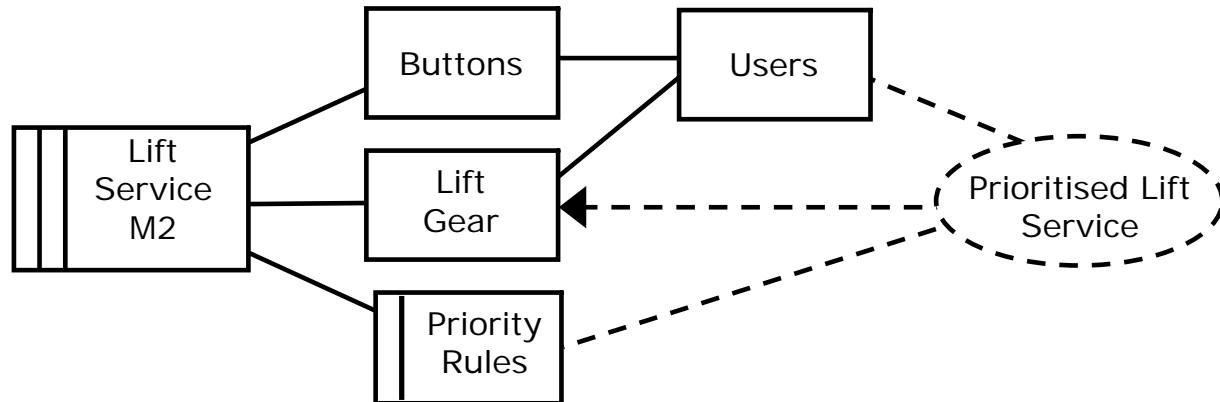 Buttons
Users
Lift
Service
M2
Lift
Gear
Prioritised Lift
Service
Priority
Rules